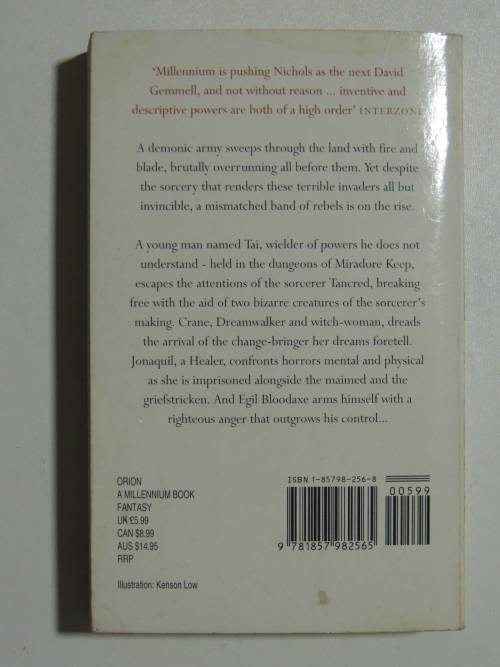 ‘Millennium is pushing Nichols as the next David
Gemmell, and not without reason ... inventive and
descriptive powers are both of a high order’ INTERZONE
A demonic army sweeps through the land with fire and
blade, brutally overrunning all before them. Yet despite
the sorcery that renders these terrible invaders all but
invincible, a mismatched band of rebels is on the rise.
A young man named Tai, wielder of powers he does not
understand - held in the dungeons of Miradore Keep,
escapes the attentions of the sorcerer Tancred, breaking
free with the aid of two bizarre creatures of the sorcerer's
making. Crane, Dreamwalker and witch-woman, dreads
the arrival of the change-bringer her dreams foretell.
Jonaquil, a Healer, confronts horrors mental and physical
as she is imprisoned alongside the maimed and the
griefstricken. And Egil Bloodaxe arms himself with a
righteous anger that outgrows his control...
ORION
A MILLENNIUM BOOK
FANTASY
UK £5.99
CAN $8.99
AUS $14.95
RRP
Illustration: Kenson Low
ISBN 1-85798-256-8
00599
9 781857 982565